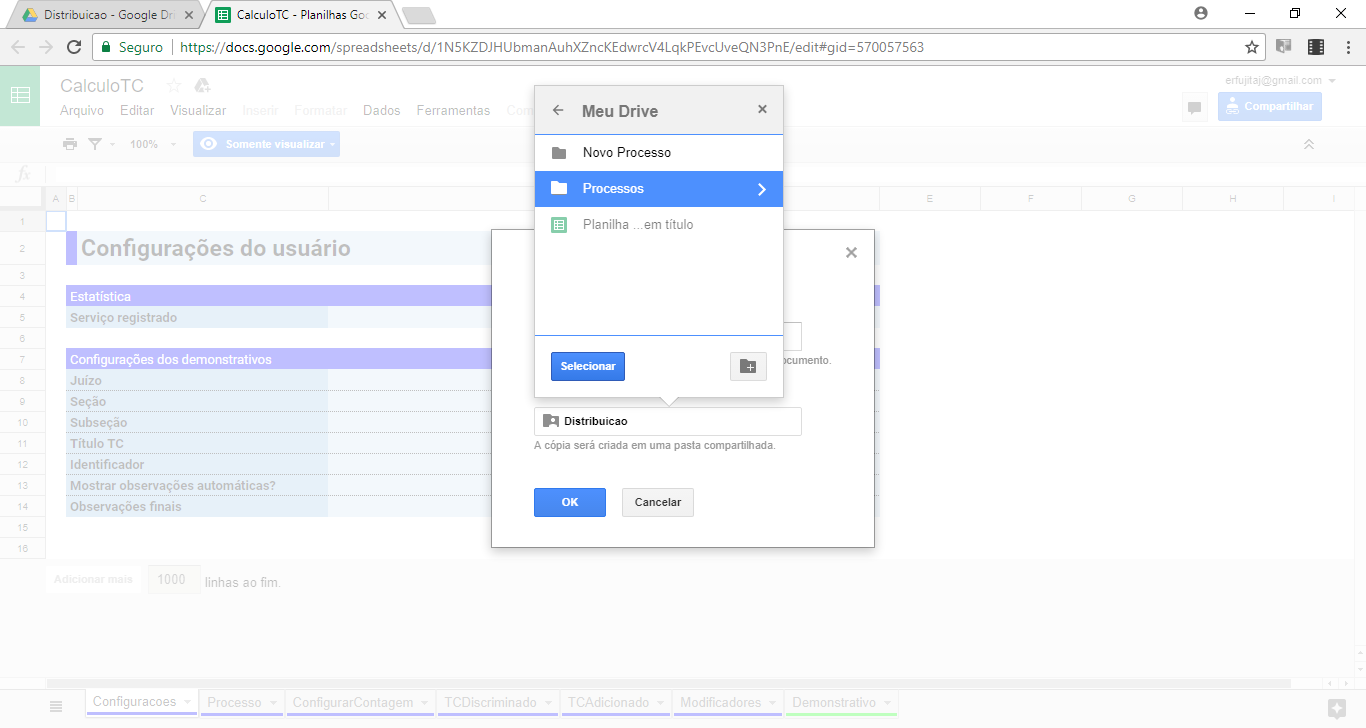 Distribuicao - Google Dr
CalculoTC - Planilhas Goo
Seguro
https://docs.google.com/spreadsheets/d/1N5KZDJHUbmanAuhXZncKEdwrcV4LqkPEvcUveQN3PnE/edit#gid=570057563
CalculoTC
erfujitaj@gmail.com
Arquivo Editar Visualizar Inserir Formatar Dados Ferramentas Com
Compartilhar
100% Somente visualizar
fx
A B C E F G H I
1
2 Configurações do usuário
3
4 Estatística
5 Serviço registrado
6
7 Configurações dos demonstrativos
8 Juízo
9 Seção
10 Subseção
11 Título TC
12 Identificador
13 Mostrar observações automáticas?
14 Observações finais
15
16
Adicionar mais 1000 linhas ao fim.
Meu Drive
Novo Processo
Processos
Planilha ...em título
Selecionar
ocumento.
Distribuicao
A cópia será criada em uma pasta compartilhada.
OK Cancelar
Configuracoes Processo ConfigurarContagem TCDiscriminado TCAdicionado Modificadores Demonstrativo